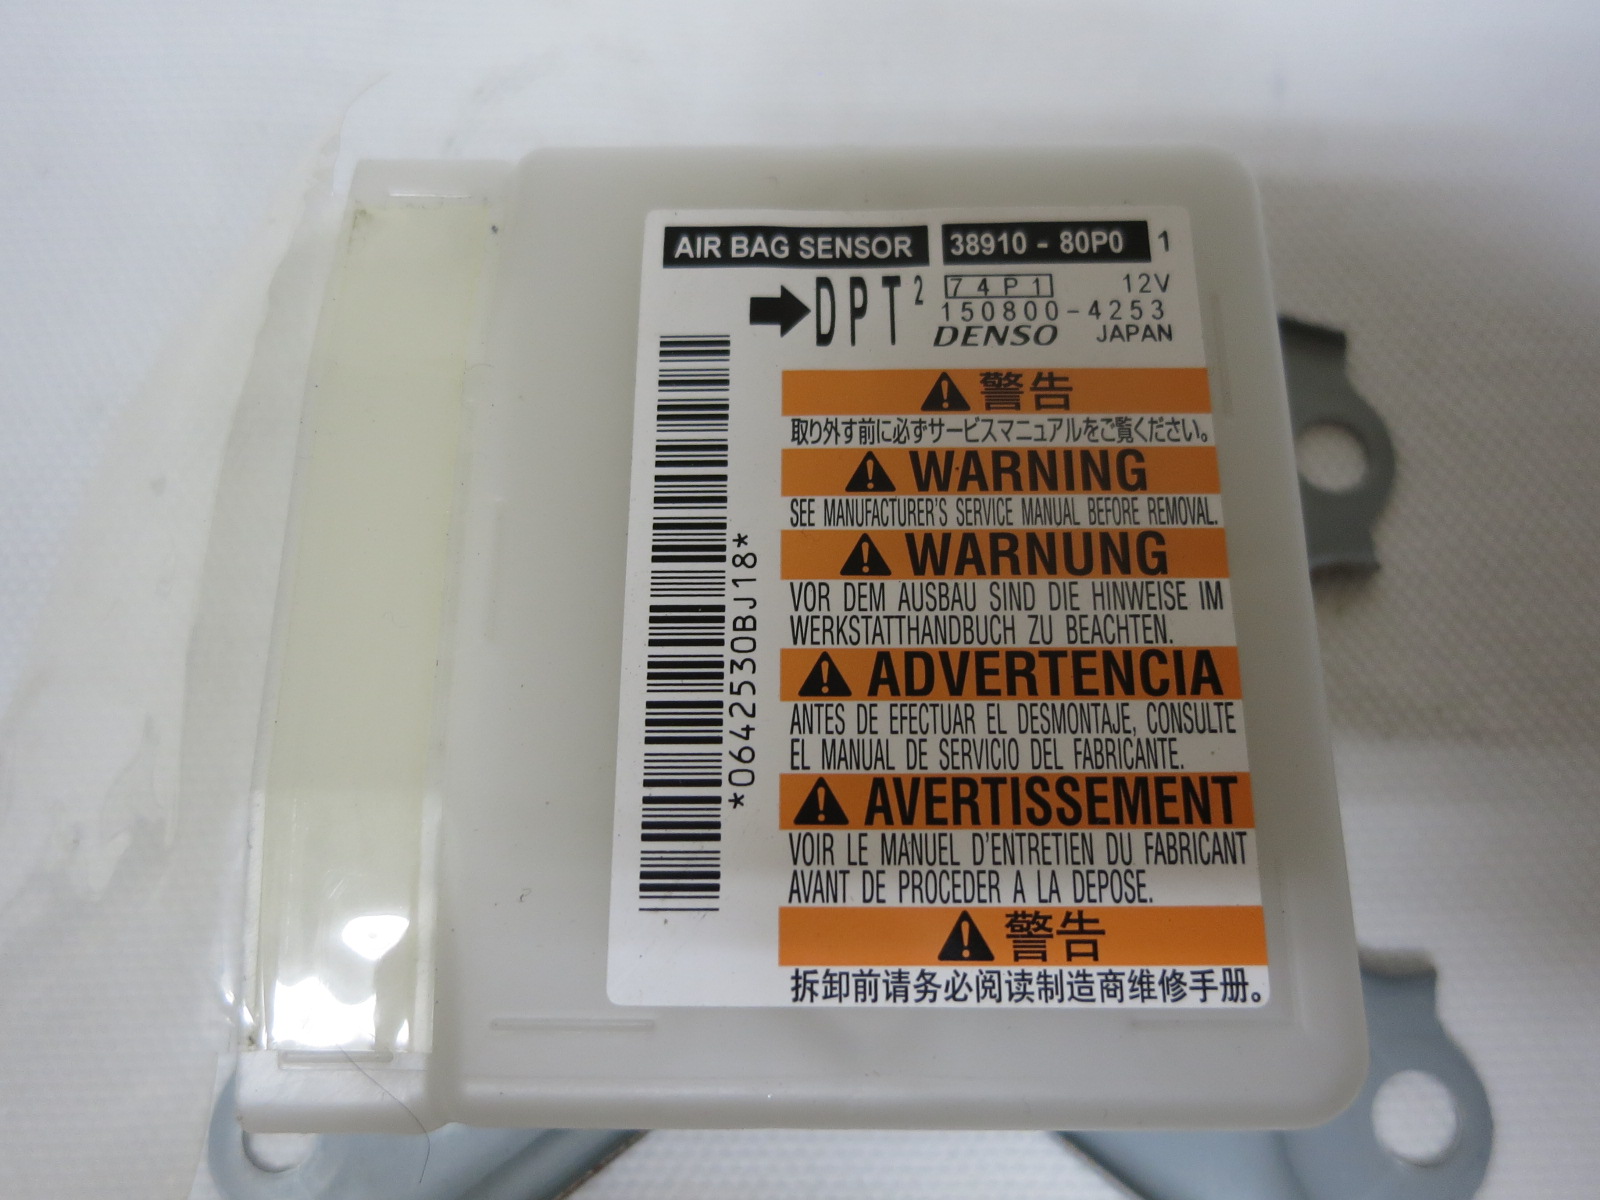 AIR BAG SENSOR 38910 - 80P0 1
DPT 2 74P1 12V
150800-4253
DENSO JAPAN
*0642530BJ18*
警告
取り外す前に必ずサービスマニュアルをご覧ください。
WARNING
SEE MANUFACTURER'S SERVICE MANUAL BEFORE REMOVAL.
WARNUNG
VOR DEM AUSBAU SIND DIE HINWEISE IM
WERKSTATTHANDBUCH ZU BEACHTEN.
ADVERTENCIA
ANTES DE EFECTUAR EL DESMONTAJE, CONSULTE
EL MANUAL DE SERVICIO DEL FABRICANTE.
AVERTISSEMENT
VOIR LE MANUEL D'ENTRETIEN DU FABRICANT
AVANT DE PROCEDER A LA DEPOSE.
警告
拆卸前请务必阅读制造商维修手册。